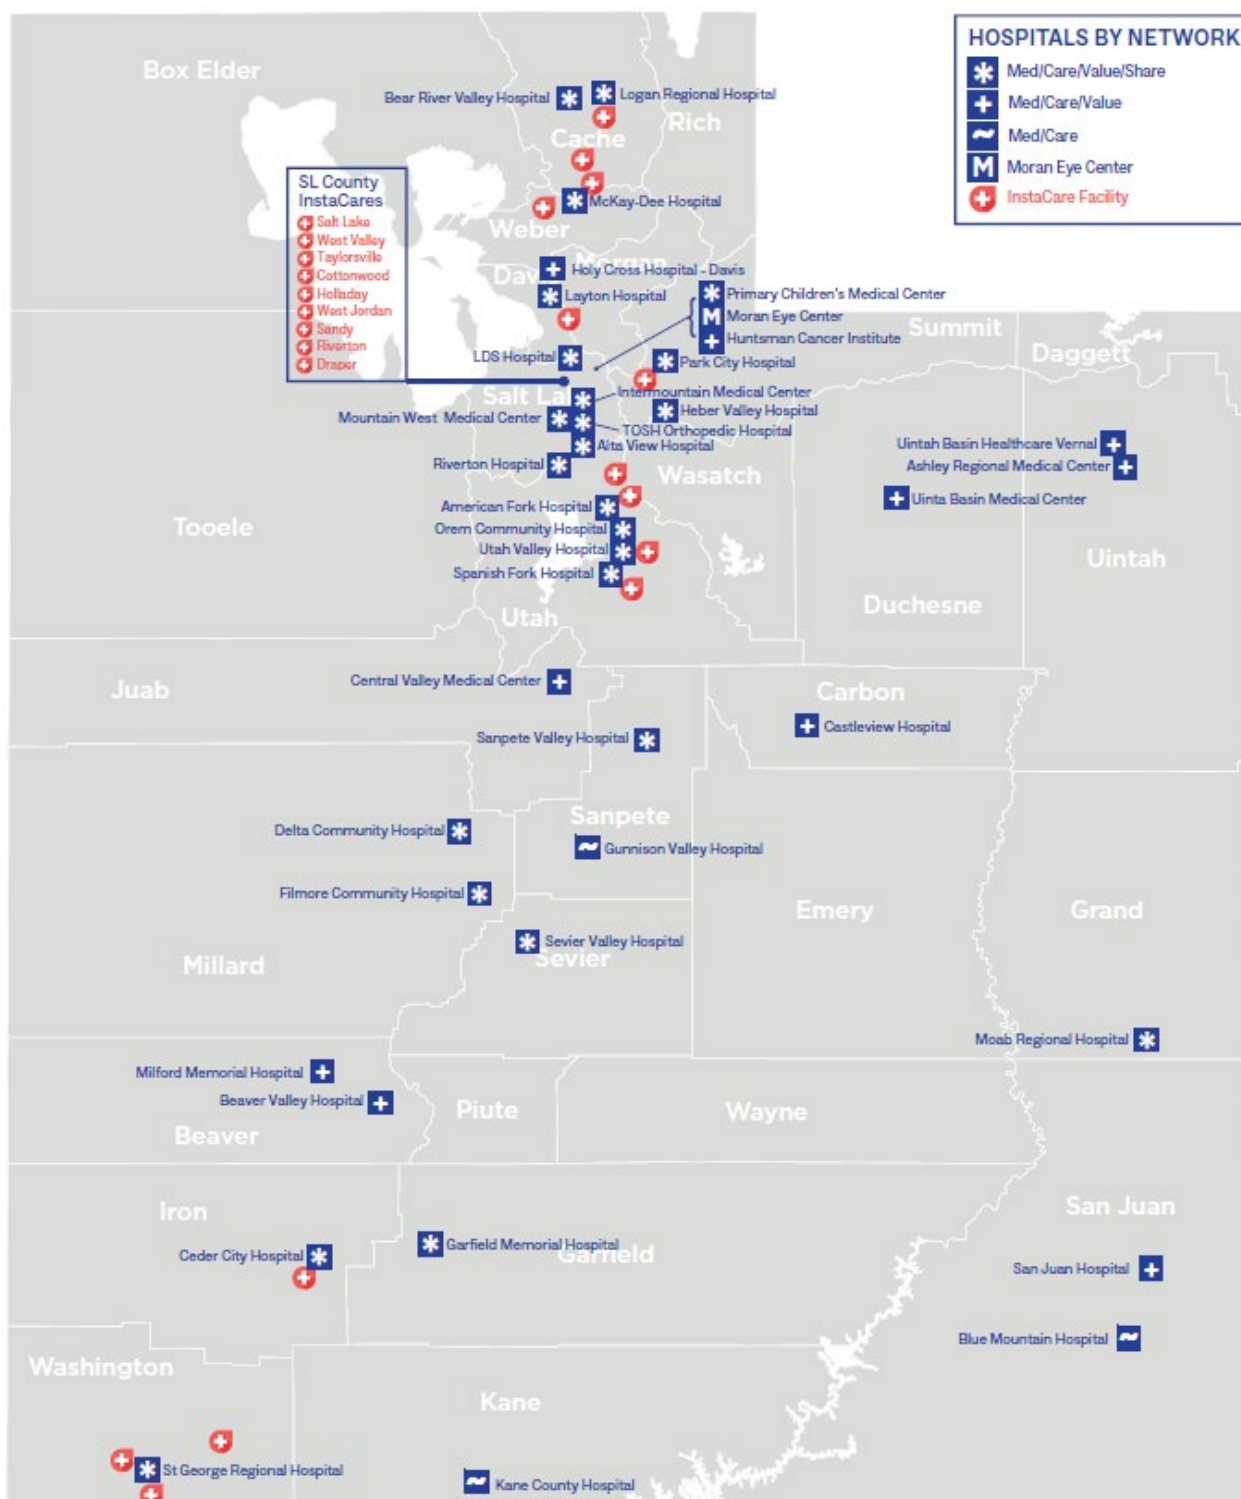 HOSPITALS BY NETWORK
Med/Care/Value/Share
Med/Care/Value
Med/Care
M Moran Eye Center
InstaCare Facility
Box Elder
Bear River Valley Hospital
Logan Regional Hospital
Rich
Cache
SL County
InstaCares
Salt Lake
West Valley
Taylorsville
Cottonwood
Holladay
West Jordan
Sandy
Riverton
Draper
McKay-Dee Hospital
Weber
Morgan
Davi
Holy Cross Hospital - Davis
Layton Hospital
Primary Children's Medical Center
M Moran Eye Center
Huntsman Cancer Institute
Summit
Daggett
LDS Hospital
Park City Hospital
Salt Lak
Intermountain Medical Center
Heber Valley Hospital
Mountain West Medical Center
TOSH Orthopedic Hospital
Alta View Hospital
Riverton Hospital
Wasatch
Uintah Basin Healthcare Vernal
Ashley Regional Medical Center
Uinta Basin Medical Center
American Fork Hospital
Tooele
Orem Community Hospital
Utah Valley Hospital
Spanish Fork Hospital
Uintah
Duchesne
Utah
Central Valley Medical Center
Juab
Carbon
Castleview Hospital
Sanpete Valley Hospital
Sanpete
Delta Community Hospital
Gunnison Valley Hospital
Filmore Community Hospital
Emery
Grand
Sevier Valley Hospital
Sevier
Millard
Moab Regional Hospital
Milford Memorial Hospital
Beaver Valley Hospital
Piute
Wayne
Beaver
Iron
San Juan
Ceder City Hospital
Garfield Memorial Hospital
Garfield
San Juan Hospital
Blue Mountain Hospital
Washington
Kane
St George Regional Hospital
Kane County Hospital